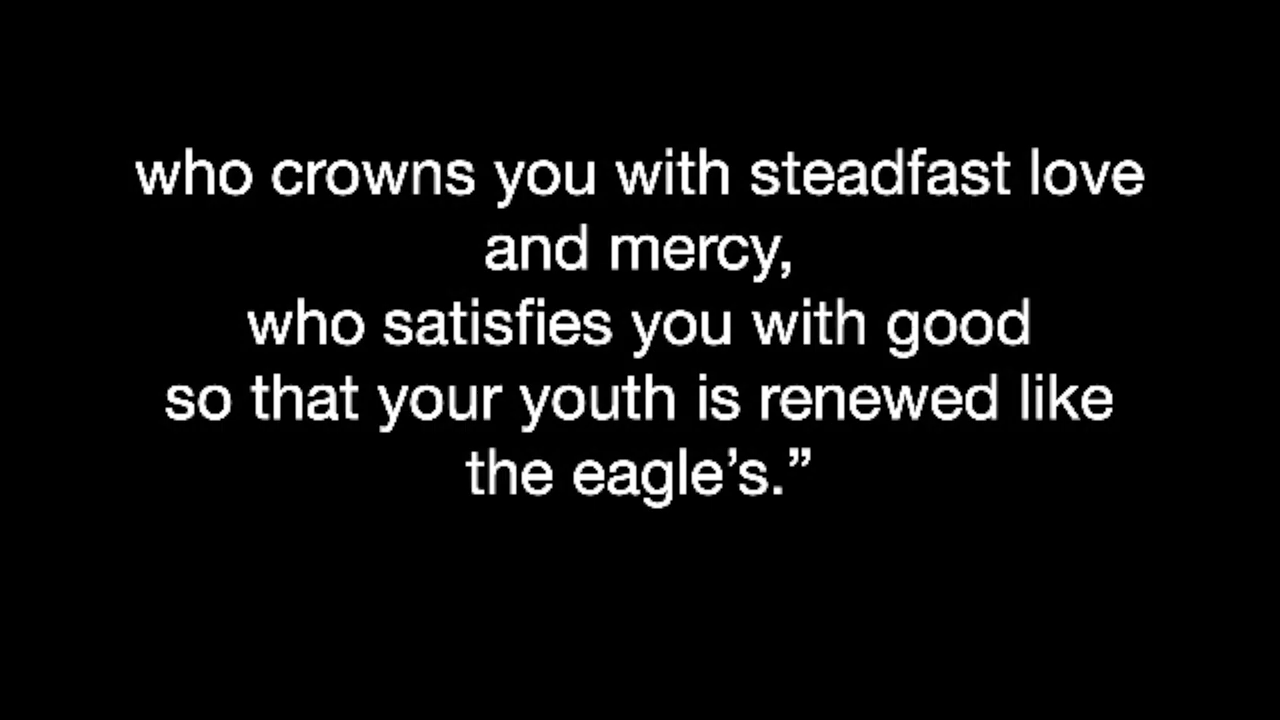 who crowns you with steadfast love
and mercy,
who satisfies you with good
so that your youth is renewed like
the eagle’s.”